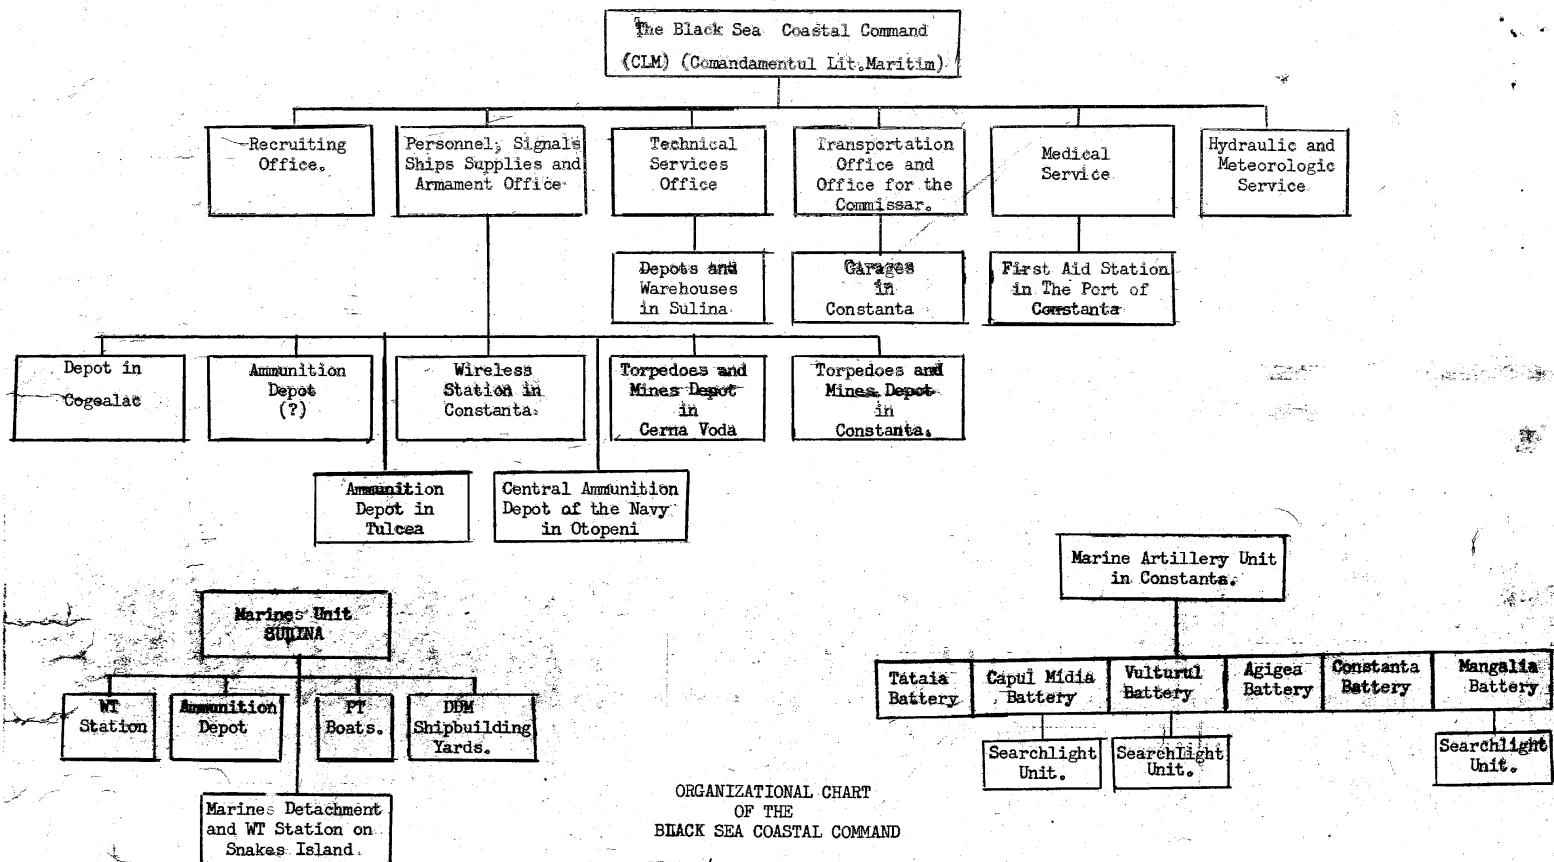 The Black Sea Coastal Command
(CLM) (Comandamentul Lit.Maritim)
Recruiting
Office.
Personnel, Signals
Ships Supplies and
Armament Office
Technical
Services
Office
Transportation
Office and
Office for the
Commissar.
Medical
Service
Hydraulic and
Meteorologic
Service
Depots and
Warehouses
in Sulina
Garages
in
Constanta
First Aid Station
in The Port of
Constanta
Depot in
Cogealac
Ammunition
Depot
(?)
Wireless
Station in
Constanta.
Torpedoes and
Mines Depot
in
Cerna Voda
Torpedoes and
Mines Depot
in
Constanta.
Ammunition
Depot in
Tulcea
Central Ammunition
Depot of the Navy
in Otopeni
Marine Artillery Unit
in Constanta.
Marines Unit
SULINA
Tataia
Battery
Capul Midia
Battery
Vulturul
Battery
Agigea
Battery
Constanta
Battery
Mangalia
Battery
WT
Station
Ammunition
Depot
PT
Boats.
DDM
Shipbuilding
Yards.
Searchlight
Unit.
Searchlight
Unit.
Searchlight
Unit.
Marines Detachment
and WT Station on
Snakes Island.
ORGANIZATIONAL CHART
OF THE
BLACK SEA COASTAL COMMAND